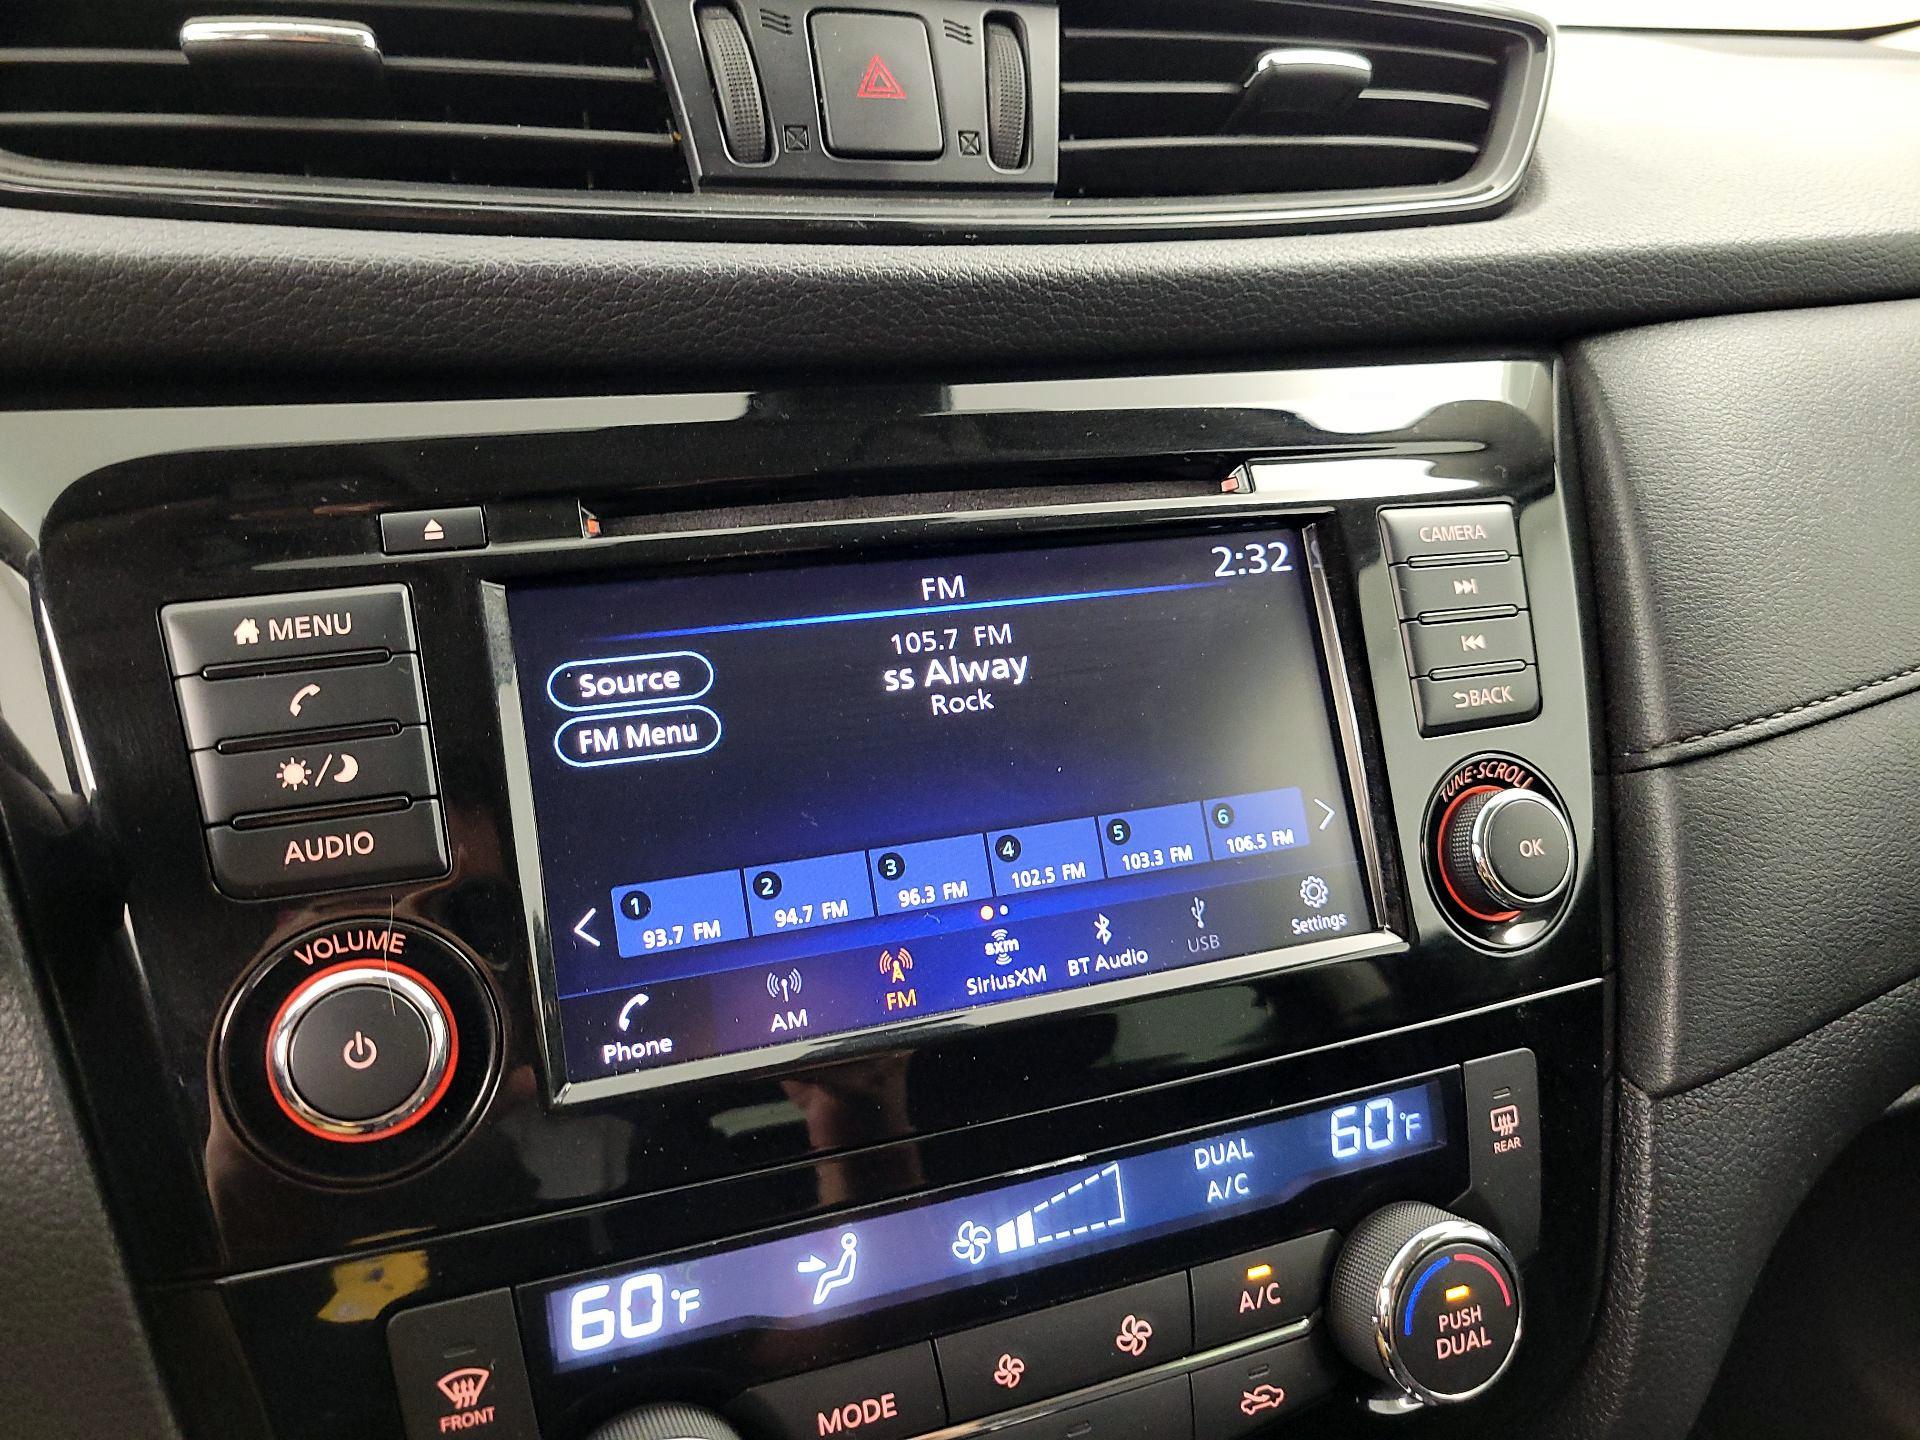 MENU
AUDIO
VOLUME
FM
2:32
105.7 FM
ss Alway
Rock
Source
FM Menu
1
93.7 FM
2
94.7 FM
3
96.3 FM
4
102.5 FM
5
103.3 FM
6
106.5 FM
Phone
AM
FM
sxm
SiriusXM
BT Audio
USB
Settings
CAMERA
BACK
TUNE·SCROLL
OK
60°F
DUAL
A/C
60°F
REAR
FRONT
MODE
A/C
PUSH
DUAL